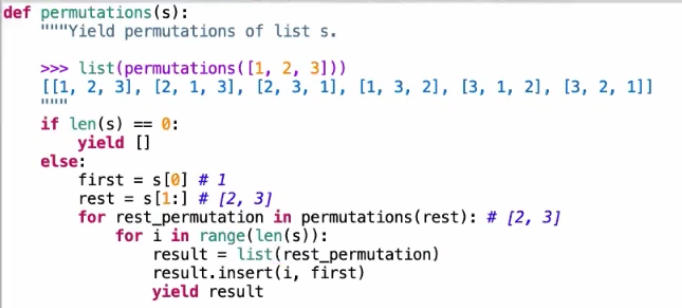 def permutations(s):
    """Yield permutations of list s.

    >>> list(permutations([1, 2, 3]))
    [[1, 2, 3], [2, 1, 3], [2, 3, 1], [1, 3, 2], [3, 1, 2], [3, 2, 1]]
    """
    if len(s) == 0:
        yield []
    else:
        first = s[0] # 1
        rest = s[1:] # [2, 3]
        for rest_permutation in permutations(rest): # [2, 3]
            for i in range(len(s)):
                result = list(rest_permutation)
                result.insert(i, first)
                yield result